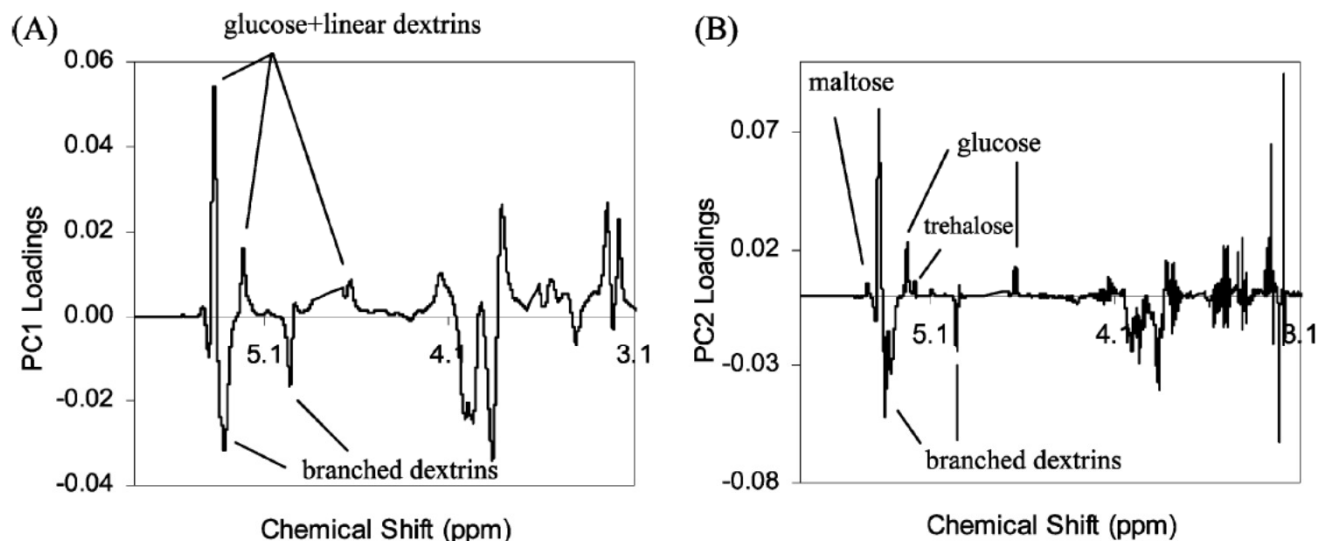 (A)
glucose+linear dextrins
0.06
0.04
0.02
0.00
-0.02
-0.04
PC1 Loadings
5.1
4.1
3.1
branched dextrins
Chemical Shift (ppm)
(B)
maltose
glucose
trehalose
0.07
0.02
-0.03
-0.08
PC2 Loadings
5.1
4.1
3.1
branched dextrins
Chemical Shift (ppm)